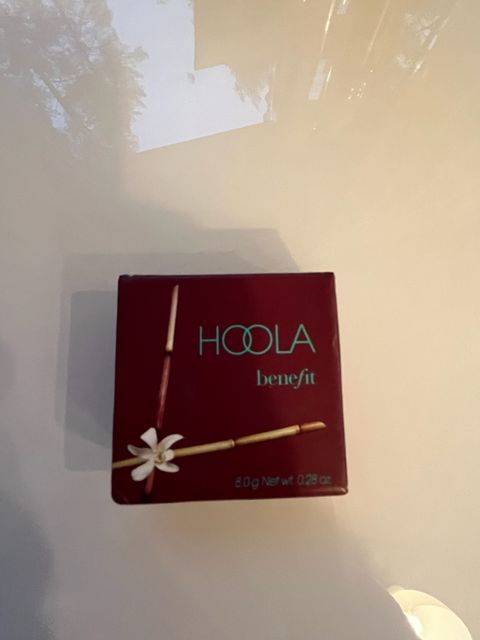 HOOLA
benefit
8.0 g Net wt. 0.28 oz.